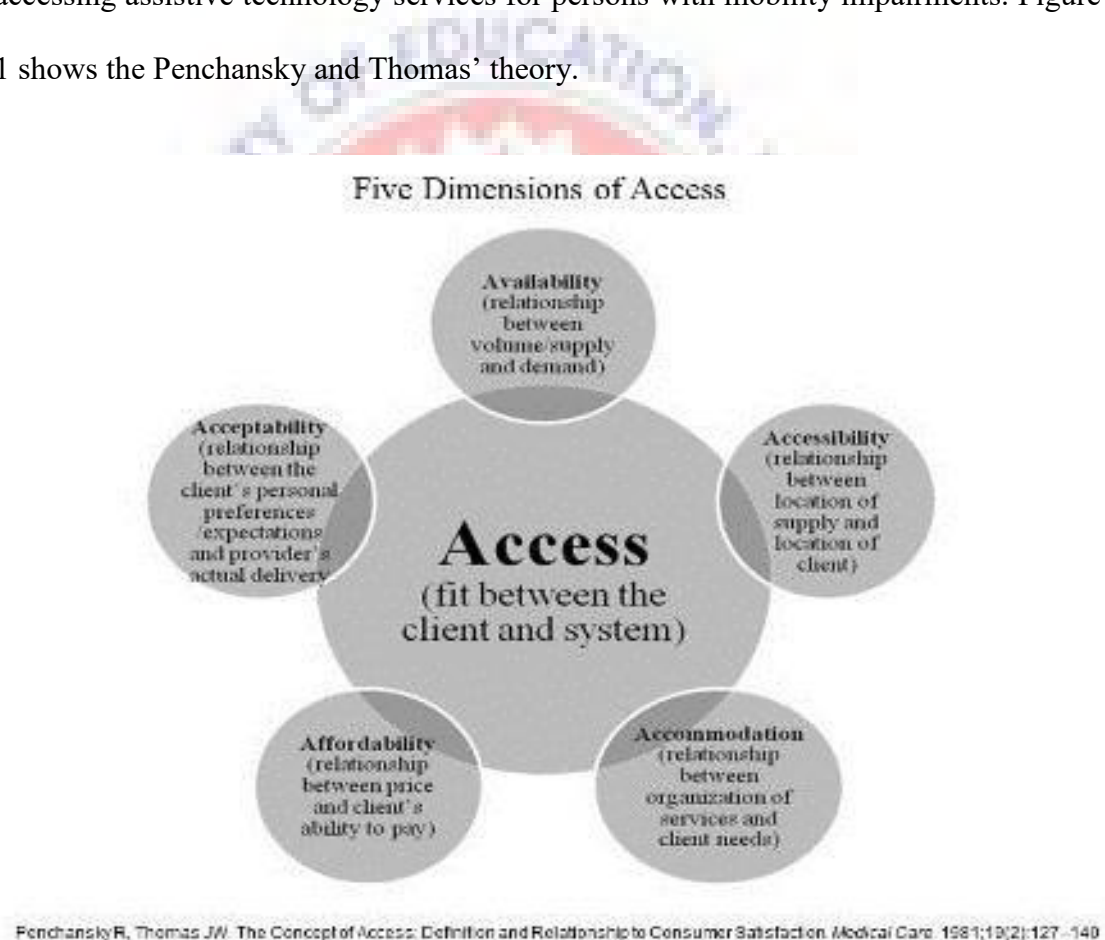 accessing assistive technology services for persons with mobility impairments. Figure
1 shows the Penchansky and Thomas’ theory.
Y OF EDUCATION
Five Dimensions of Access
Availability
(relationship
between
volume/supply
and demand)
Acceptability
(relationship
between the
client's personal
preferences
/expectations
and provider's
actual delivery
Accessibility
(relationship
between
location of
supply and
location of
client)
Access
(fit between the
client and system)
Affordability
(relationship
between price
and client's
ability to pay)
Accommodation
(relationship
between
organization of
services and
client needs)
Penchansky R, Thomas JW. The Concept of Access: Definition and Relationship to Consumer Satisfaction. Medical Care. 1981;19(2):127-140